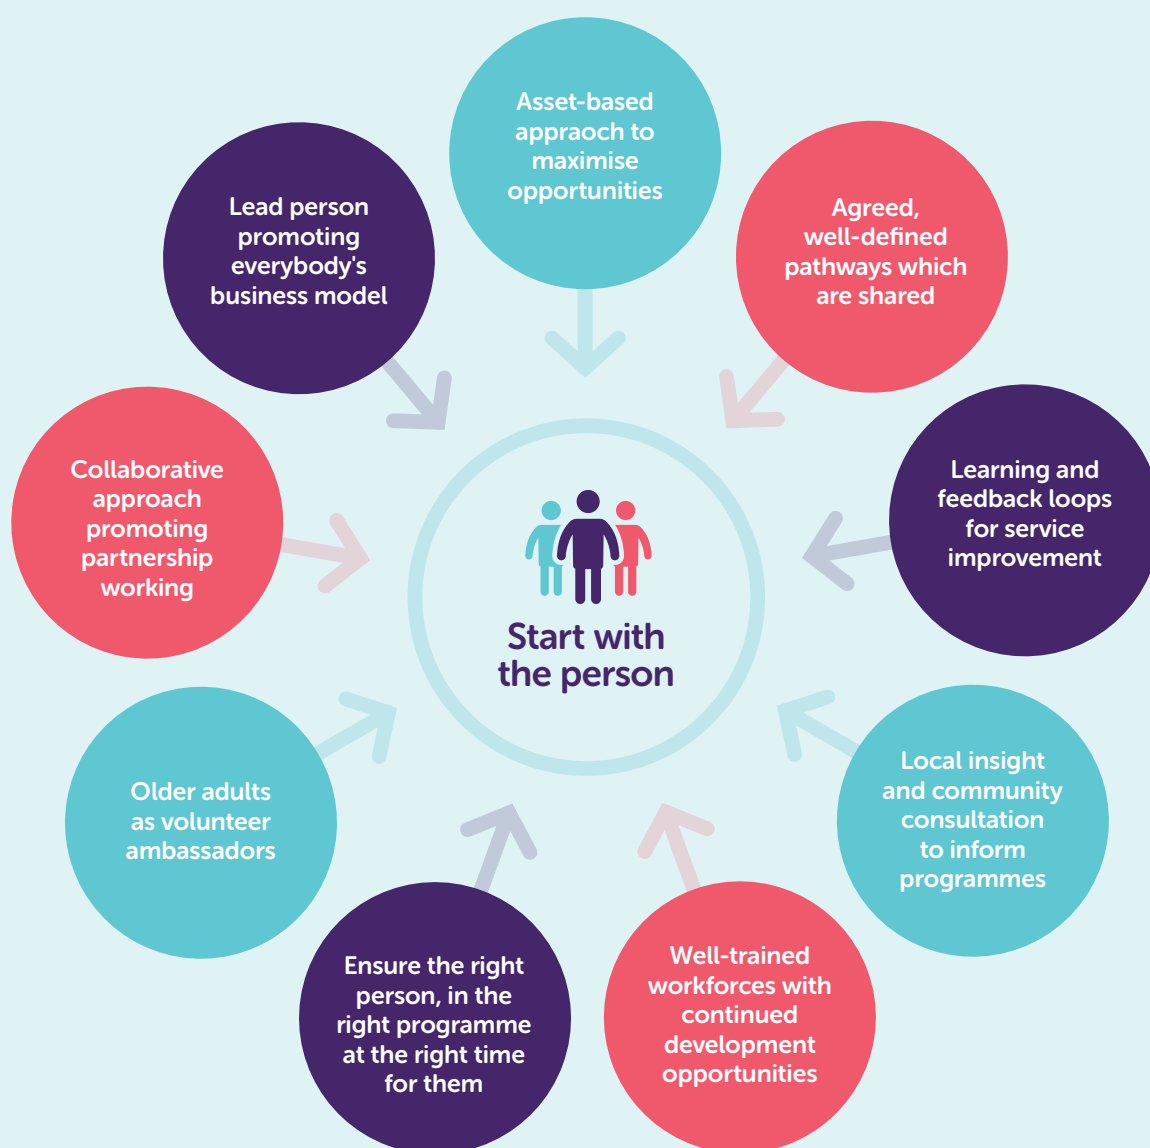 Asset-based
appraoch to
maximise
opportunities
Agreed,
well-defined
pathways which
are shared
Learning and
feedback loops
for service
improvement
Local insight
and community
consultation
to inform
programmes
Well-trained
workforces with
continued
development
opportunities
Ensure the right
person, in the
right programme
at the right time
for them
Older adults
as volunteer
ambassadors
Collaborative
approach
promoting
partnership
working
Lead person
promoting
everybody's
business model
Start with
the person